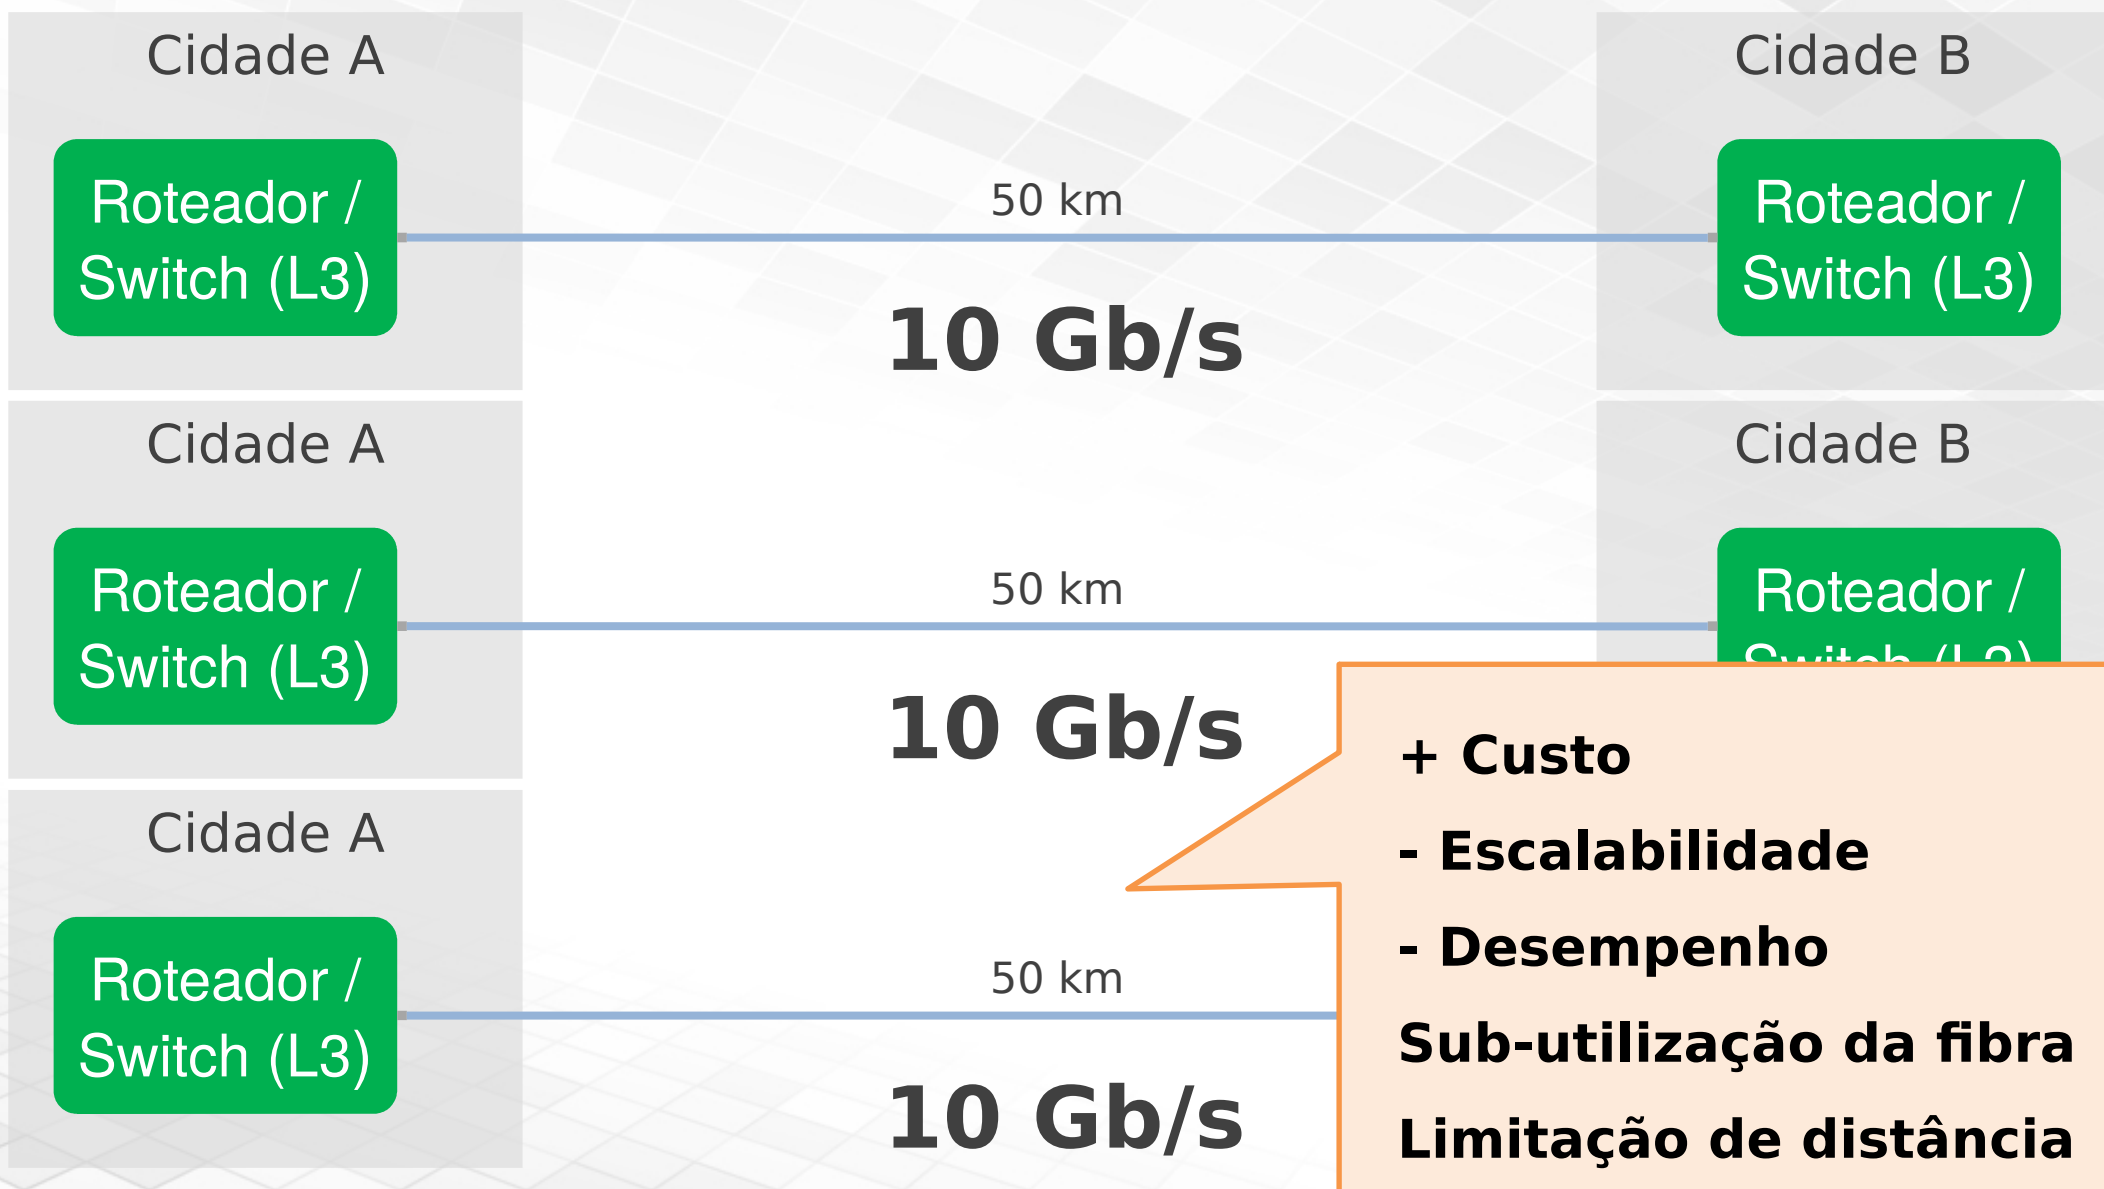 Cidade A
Cidade B
Roteador /
Switch (L3)
50 km
Roteador /
Switch (L3)
10 Gb/s
Cidade A
Cidade B
Roteador /
Switch (L3)
50 km
Roteador /
10 Gb/s
Cidade A
Roteador /
Switch (L3)
50 km
10 Gb/s
+ Custo
- Escalabilidade
- Desempenho
Sub-utilização da fibra
Limitação de distância